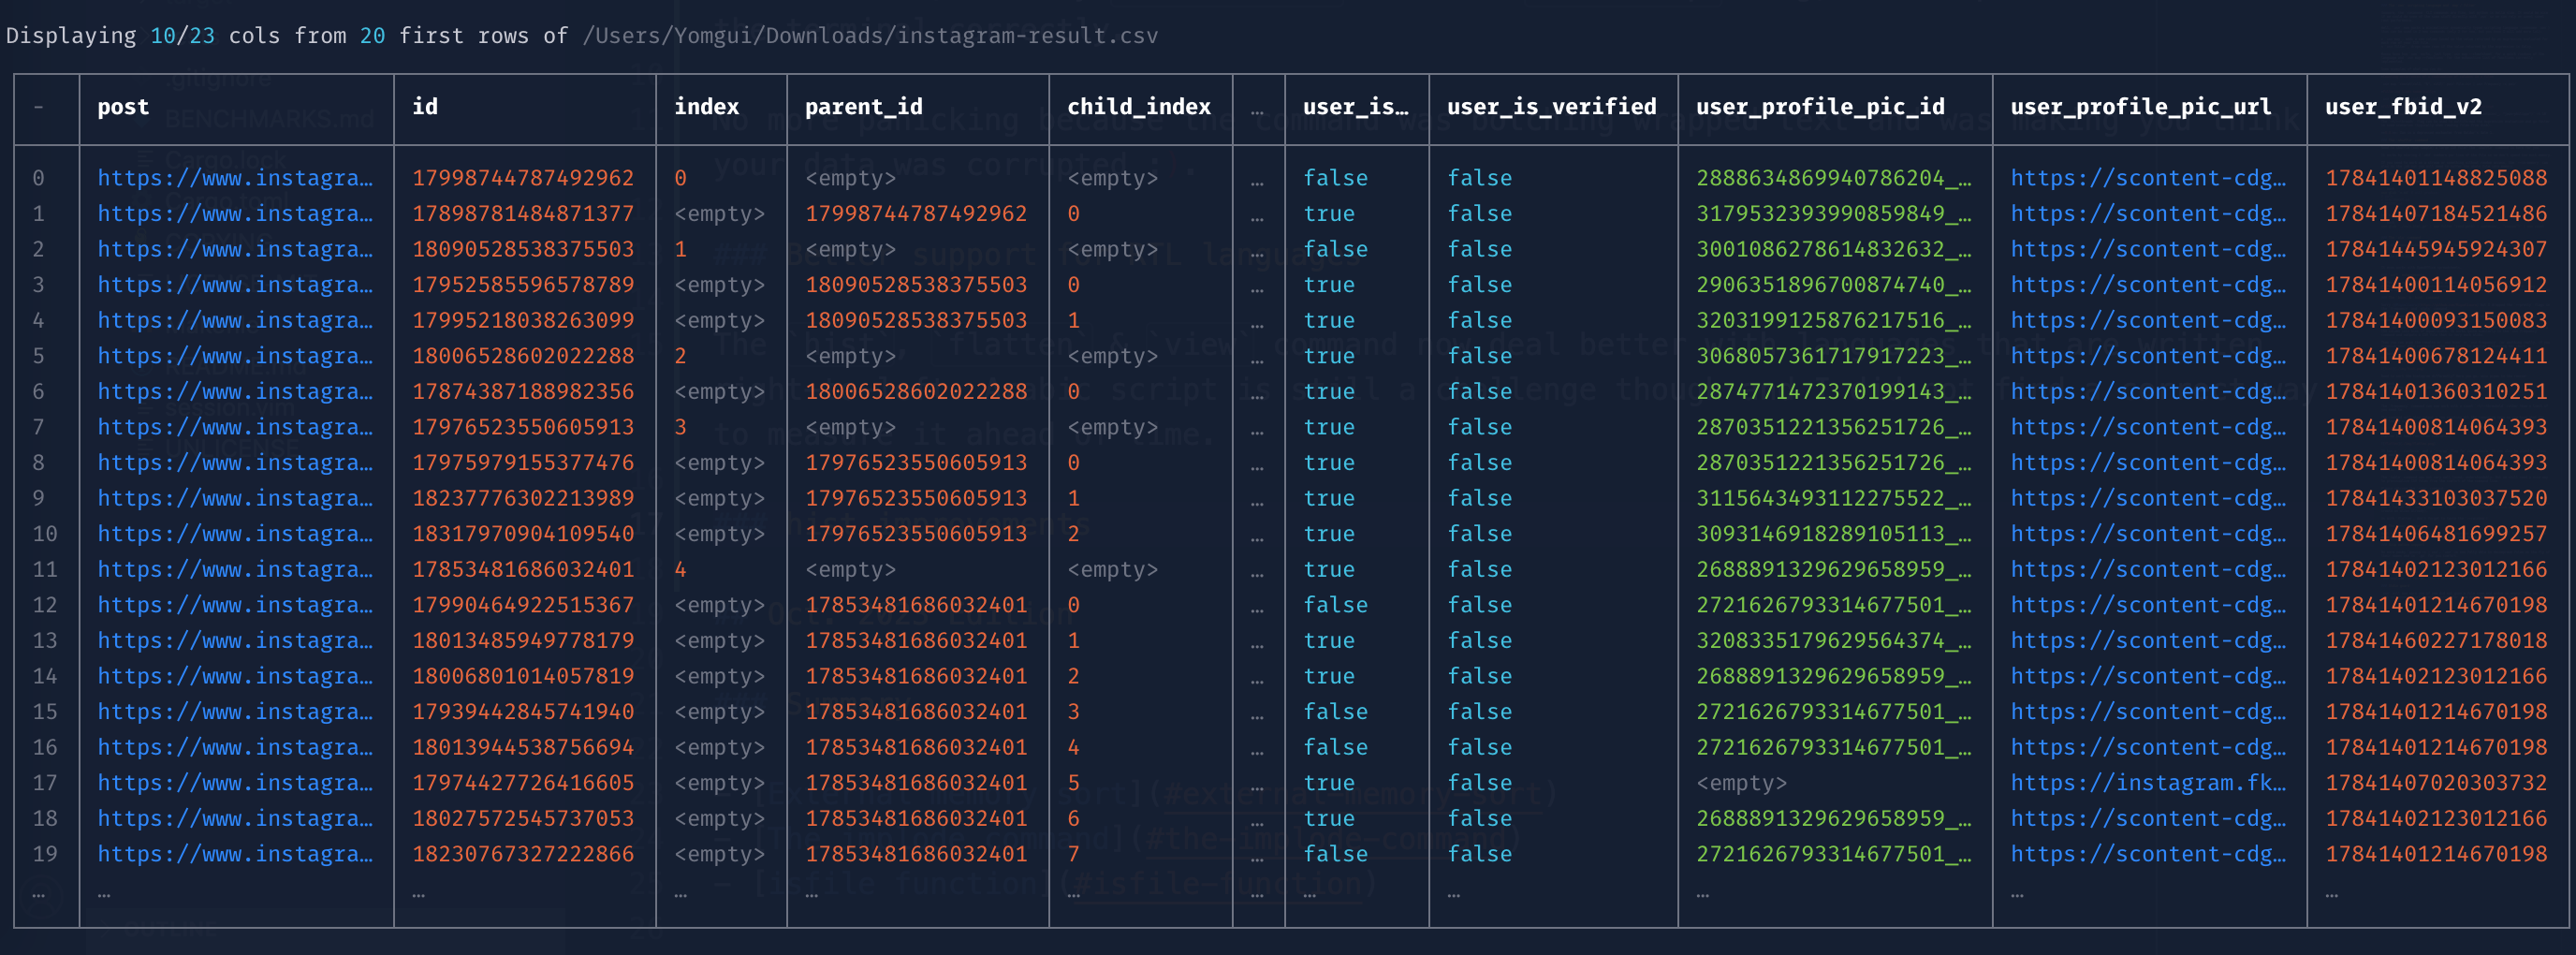 Displaying 10/23 cols from 20 first rows of /Users/Yomgui/Downloads/instagram-result.csv
- post id index parent_id child_index … user_is… user_is_verified user_profile_pic_id user_profile_pic_url user_fbid_v2
0 https://www.instagra… 17998744787492962 0 <empty> <empty> … false false 2888634869940786204_… https://scontent-cdg… 17841401148825088
1 https://www.instagra… 17898781484871377 <empty> 17998744787492962 0 … true false 3179532393990859849_… https://scontent-cdg… 17841407184521486
2 https://www.instagra… 18090528538375503 1 <empty> <empty> … false false 3001086278614832632_… https://scontent-cdg… 17841445945924307
3 https://www.instagra… 17952585596578789 <empty> 18090528538375503 0 … true false 2906351896700874740_… https://scontent-cdg… 17841400114056912
4 https://www.instagra… 17995218038263099 <empty> 18090528538375503 1 … true false 3203199125876217516_… https://scontent-cdg… 17841400093150083
5 https://www.instagra… 18006528602022288 2 <empty> <empty> … true false 3068057361717917223_… https://scontent-cdg… 17841400678124411
6 https://www.instagra… 17874387188982356 <empty> 18006528602022288 0 … true false 2874771472370199143_… https://scontent-cdg… 17841401360310251
7 https://www.instagra… 17976523550605913 3 <empty> <empty> … true false 2870351221356251726_… https://scontent-cdg… 17841400814064393
8 https://www.instagra… 17975979155377476 <empty> 17976523550605913 0 … true false 2870351221356251726_… https://scontent-cdg… 17841400814064393
9 https://www.instagra… 18237776302213989 <empty> 17976523550605913 1 … true false 3115643493112275522_… https://scontent-cdg… 17841433103037520
10 https://www.instagra… 18317970904109540 <empty> 17976523550605913 2 … true false 3093146918289105113_… https://scontent-cdg… 17841406481699257
11 https://www.instagra… 17853481686032401 4 <empty> <empty> … true false 2688891329629658959_… https://scontent-cdg… 17841402123012166
12 https://www.instagra… 17990464922515367 <empty> 17853481686032401 0 … false false 2721626793314677501_… https://scontent-cdg… 17841401214670198
13 https://www.instagra… 18013485949778179 <empty> 17853481686032401 1 … true false 3208335179629564374_… https://scontent-cdg… 17841460227178018
14 https://www.instagra… 18006801014057819 <empty> 17853481686032401 2 … true false 2688891329629658959_… https://scontent-cdg… 17841402123012166
15 https://www.instagra… 17939442845741940 <empty> 17853481686032401 3 … false false 2721626793314677501_… https://scontent-cdg… 17841401214670198
16 https://www.instagra… 18013944538756694 <empty> 17853481686032401 4 … false false 2721626793314677501_… https://scontent-cdg… 17841401214670198
17 https://www.instagra… 17974427726416605 <empty> 17853481686032401 5 … true false <empty> https://instagram.fk… 17841407020303732
18 https://www.instagra… 18027572545737053 <empty> 17853481686032401 6 … true false 2688891329629658959_… https://scontent-cdg… 17841402123012166
19 https://www.instagra… 18230767327222866 <empty> 17853481686032401 7 … false false 2721626793314677501_… https://scontent-cdg… 17841401214670198
… … … … … … … … … … … …